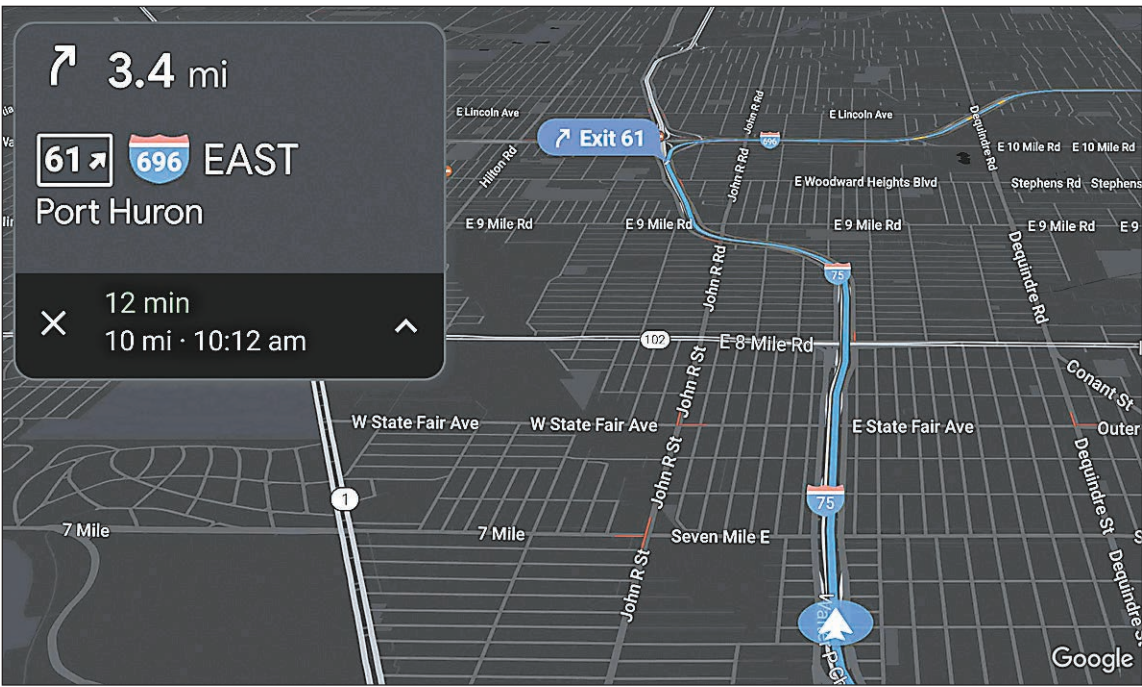 3.4 mi
61 696 EAST
Port Huron
12 min
10 mi · 10:12 am
Exit 61
E Lincoln Ave
E Lincoln Ave
John R Rd
Dequindre Rd
Hilton Rd
John R Rd
696
E 10 Mile Rd
E 10 Mile Rd
E Woodward Heights Blvd
Stephens Rd
Stephens
E 9 Mile Rd
E 9 Mile Rd
E 9 Mile Rd
E 9 Mile Rd
E 9
John R Rd
75
Dequindre Rd
102
E 8 Mile Rd
John R St
Conant St
W State Fair Ave
W State Fair Ave
E State Fair Ave
Outer
John R St
Dequindre St
1
75
7 Mile
7 Mile
Seven Mile E
John R St
Dequindre St
Google